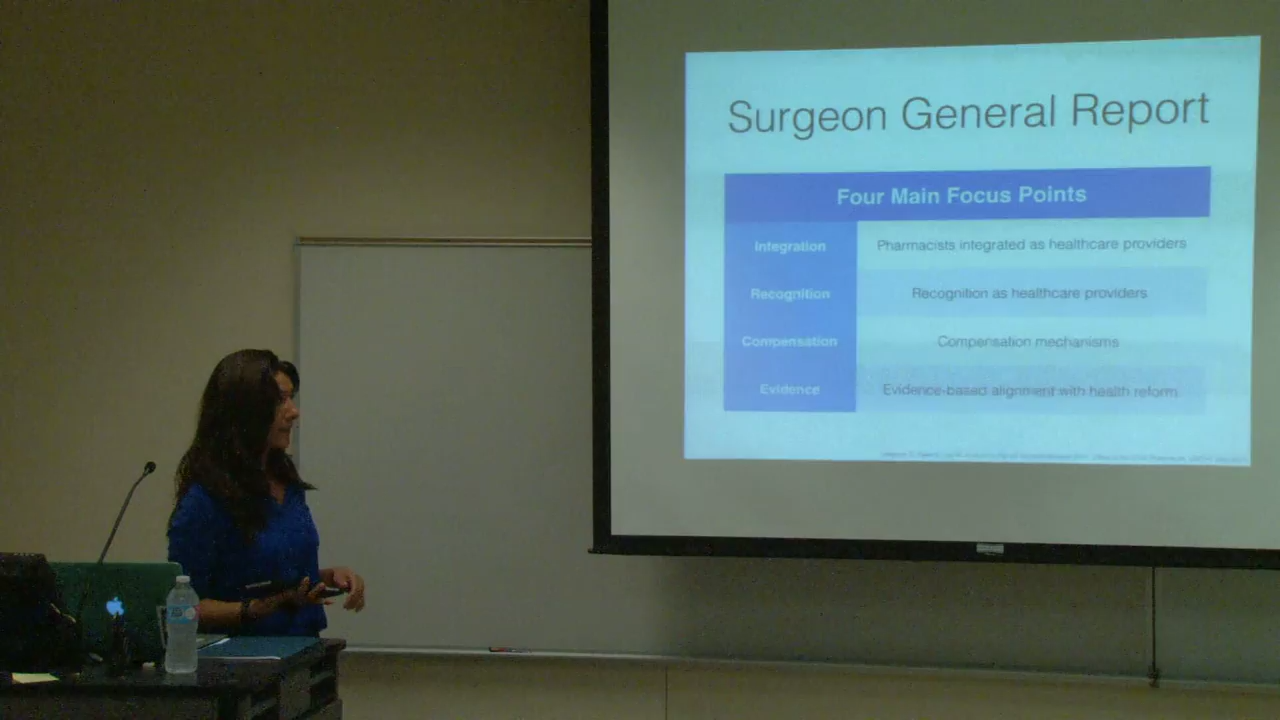 Surgeon General Report
Four Main Focus Points
Integration Pharmacists integrated as healthcare providers
Recognition Recognition as healthcare providers
Compensation Compensation mechanisms
Evidence Evidence-based alignment with health reform